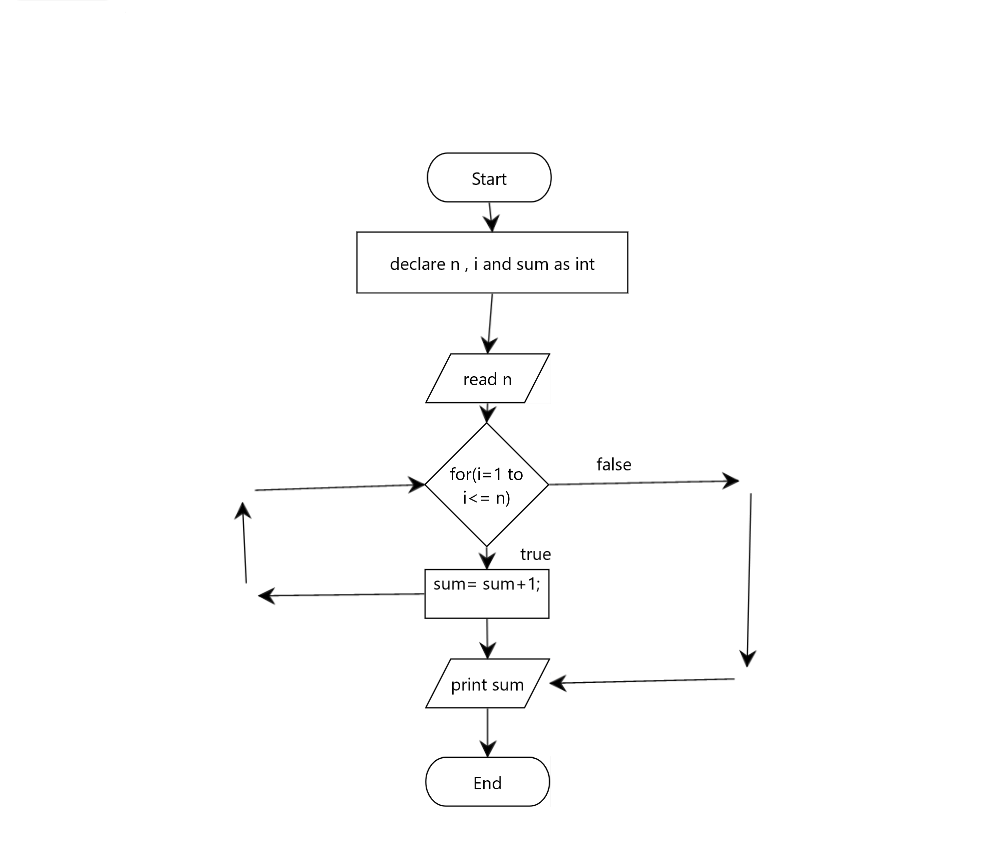 Start
declare n , i and sum as int
read n
for(i=1 to
i<= n)
false
true
sum= sum+1;
print sum
End